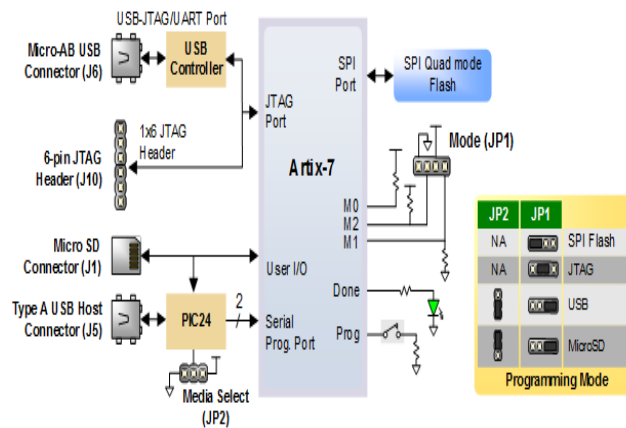 USB-JTAG/UART Port
Micro-AB USB
Connector (J6)
USB
Controller
SPI
Port
SPI Quad mode
Flash
JTAG
Port
1x6 JTAG
Header
6-pin JTAG
Header (J10)
Artix-7
Mode (JP1)
M0
M2
M1
JP2 JP1
NA SPI Flash
NA JTAG
USB
MicroSD
Programming Mode
Micro SD
Connector (J1)
User I/O
Type A USB Host
Connector (J5)
PIC24
2
Serial
Prog. Port
Done
Prog
Media Select
(JP2)